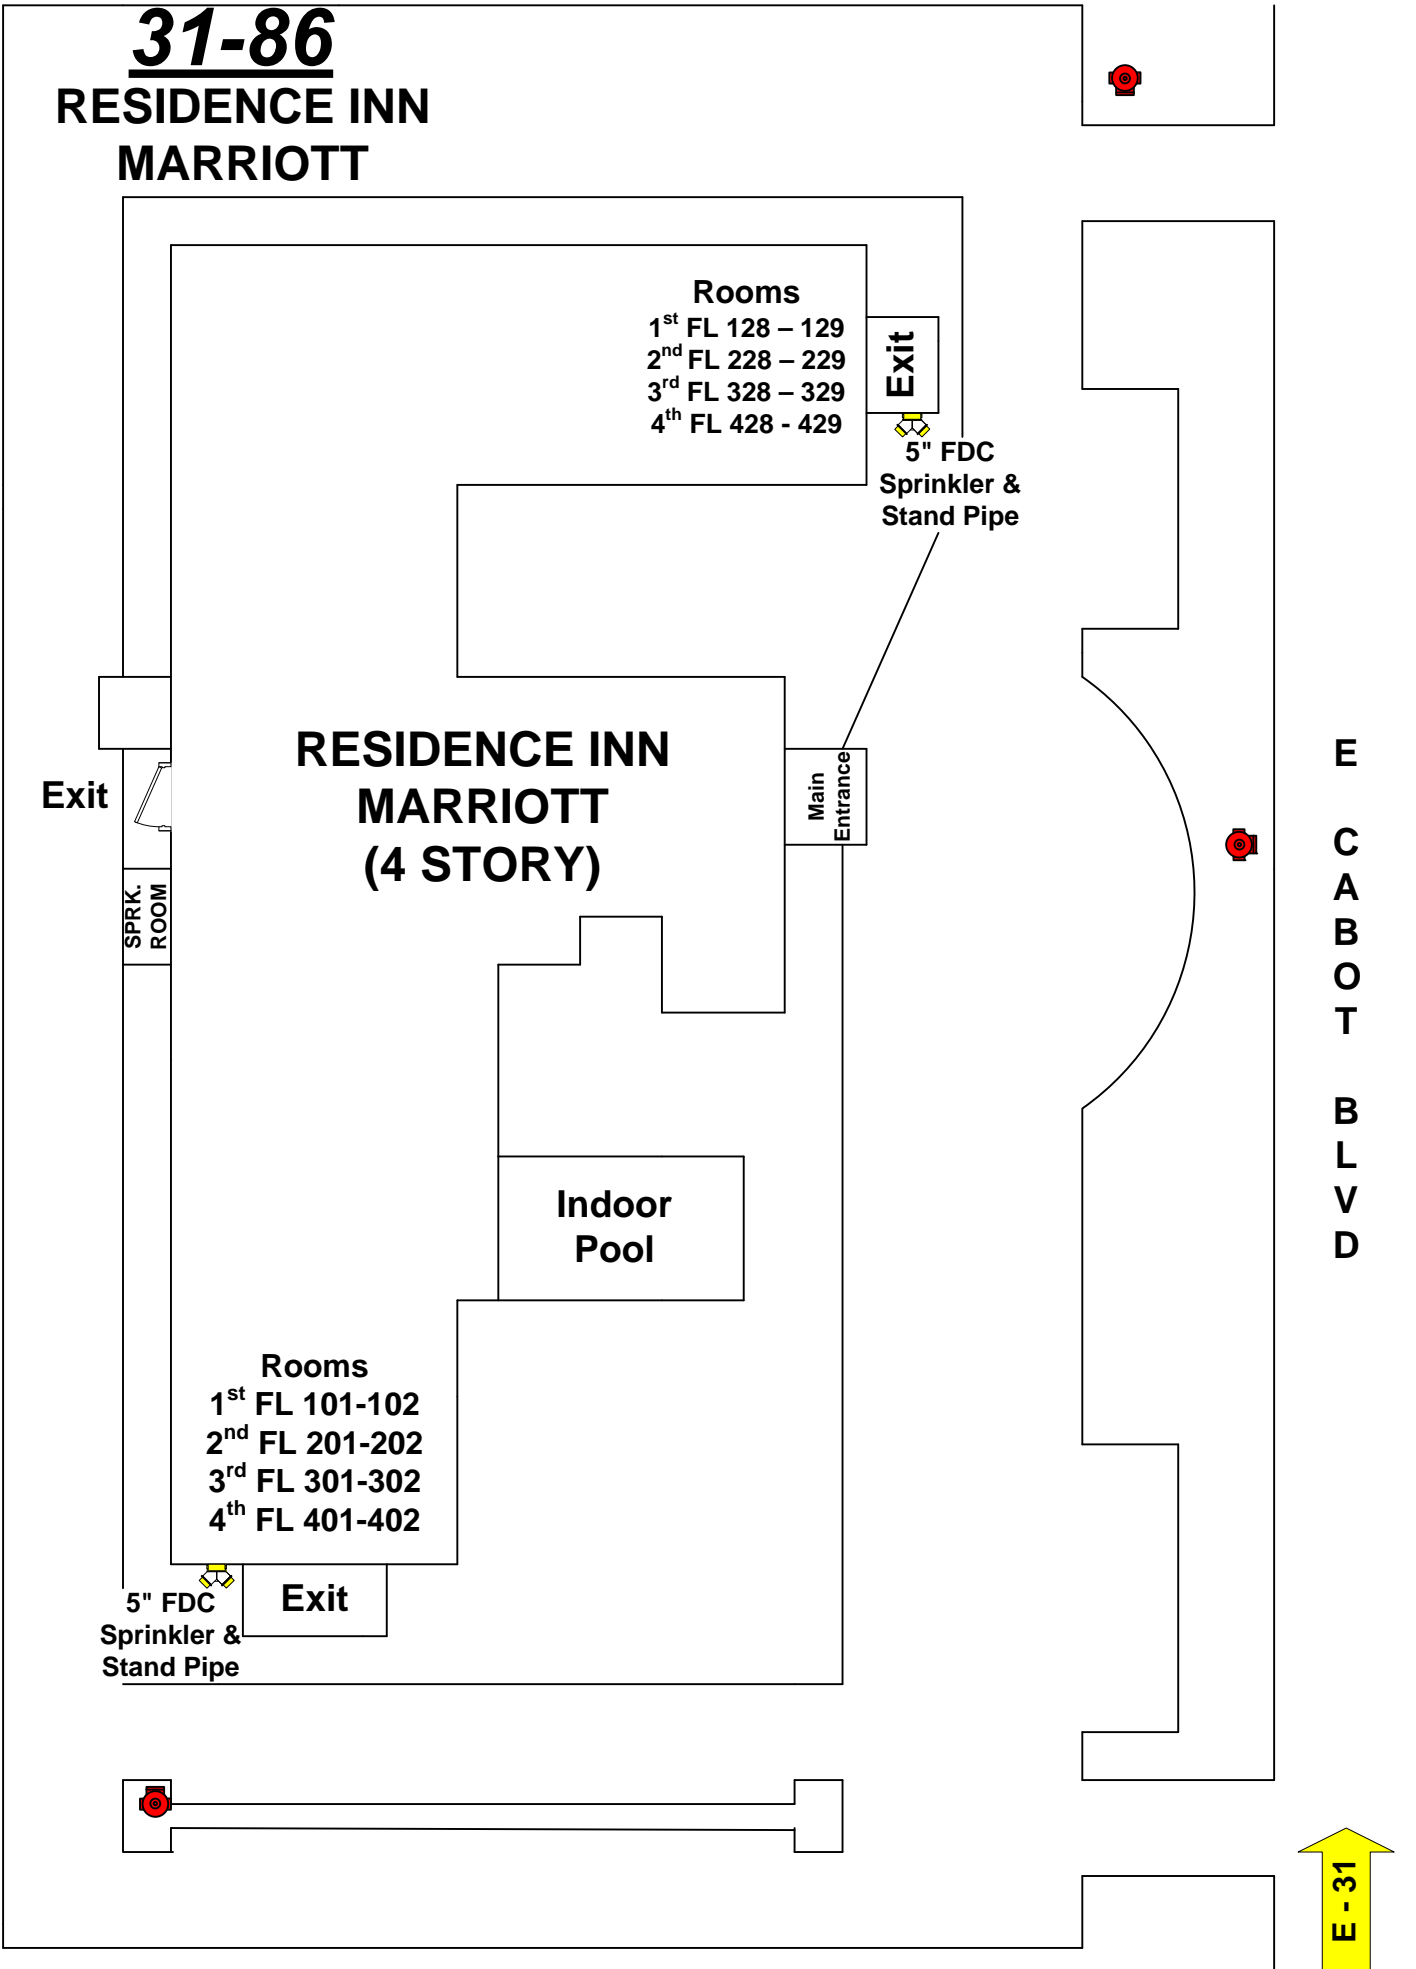 31-86
RESIDENCE INN
MARRIOTT
Rooms
1st FL 128 – 129
2nd FL 228 – 229
3rd FL 328 – 329
4th FL 428 - 429
Exit
5" FDC
Sprinkler &
Stand Pipe
RESIDENCE INN
MARRIOTT
(4 STORY)
Main
Entrance
Exit
SPRK.
ROOM
E CABOT BLVD
Indoor
Pool
Rooms
1st FL 101-102
2nd FL 201-202
3rd FL 301-302
4th FL 401-402
5" FDC
Sprinkler &
Stand Pipe
Exit
E - 31